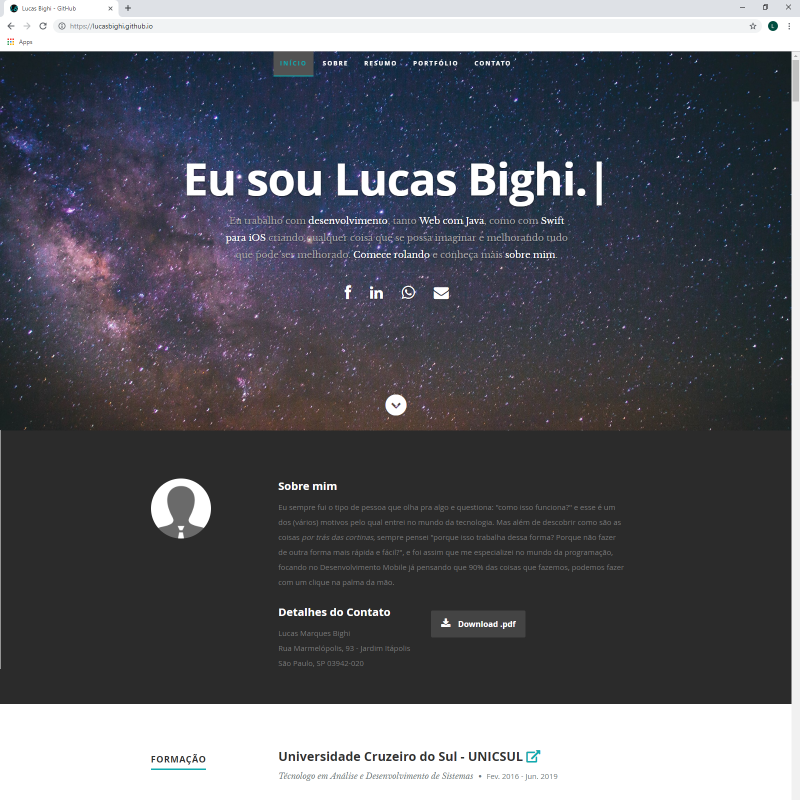 Lucas Bighi - GitHub
https://lucasbighi.github.io
L
Apps
INÍCIO SOBRE RESUMO PORTFÓLIO CONTATO
Eu sou Lucas Bighi.|
Eu trabalho com desenvolvimento, tanto Web com Java, como com Swift
para iOS criando qualquer coisa que se possa imaginar e melhorando tudo
que pode ser melhorado. Comece rolando e conheça mais sobre mim.
Sobre mim
Eu sempre fui o tipo de pessoa que olha pra algo e questiona: "como isso funciona?" e esse é um
dos (vários) motivos pelo qual entrei no mundo da tecnologia. Mas além de descobrir como são as
coisas por trás das cortinas, sempre pensei "porque isso trabalha dessa forma? Porque não fazer
de outra forma mais rápida e fácil?", e foi assim que me especializei no mundo da programação,
focando no Desenvolvimento Mobile já pensando que 90% das coisas que fazemos, podemos fazer
com um clique na palma da mão.
Detalhes do Contato
Download .pdf
Lucas Marques Bighi
Rua Marmelópolis, 93 - Jardim Itápolis
São Paulo, SP 03942-020
FORMAÇÃO
Universidade Cruzeiro do Sul - UNICSUL
Técnologo em Análise e Desenvolvimento de Sistemas • Fev. 2016 - Jun. 2019